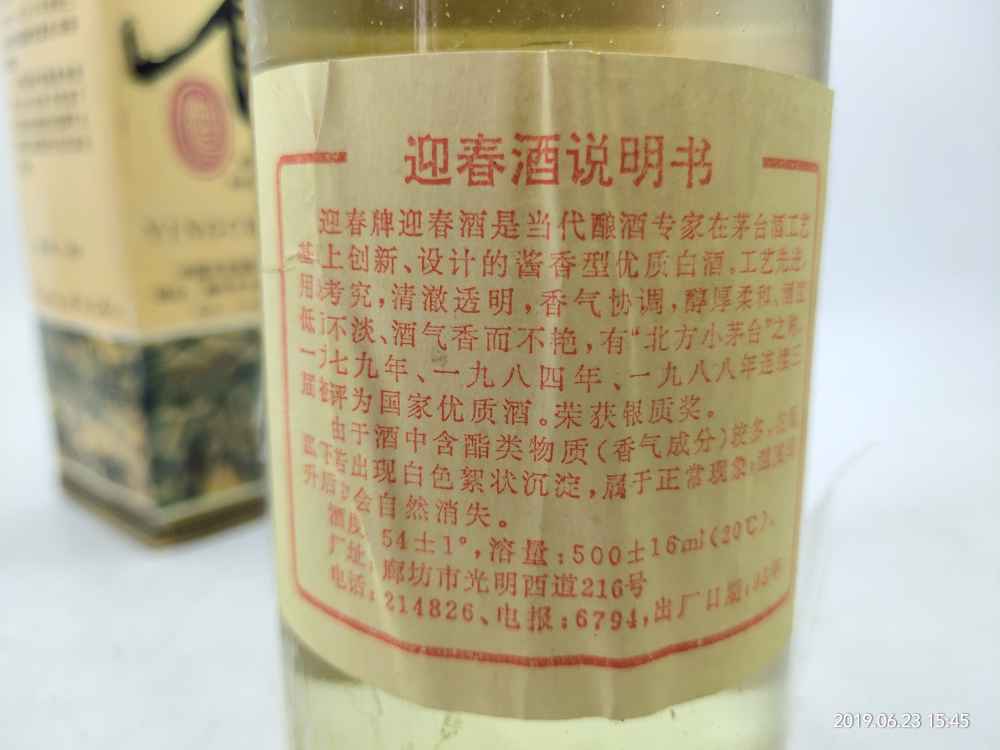 迎春酒说明书
迎春牌迎春酒是当代酿酒专家在茅台酒工艺
基上创新、设计的酱香型优质白酒,工艺先进,
用考究,清澈透明,香气协调,醇厚柔和,
低而不淡、酒气香而不艳,有“北方小茅台”之称。
一九七九年、一九八四年、一九八八年连续三
届被评为国家优质酒。荣获银质奖。
由于酒中含酯类物质(香气成分)较多,
下若出现白色絮状沉淀,属于正常现象;温度
升后会自然消失。
酒度:54±1°,溶量:500±16ml(20℃)、
厂址:廊坊市光明西道216号
电话:214826、电报:6794,出厂日期:
2019.06.23 15:45